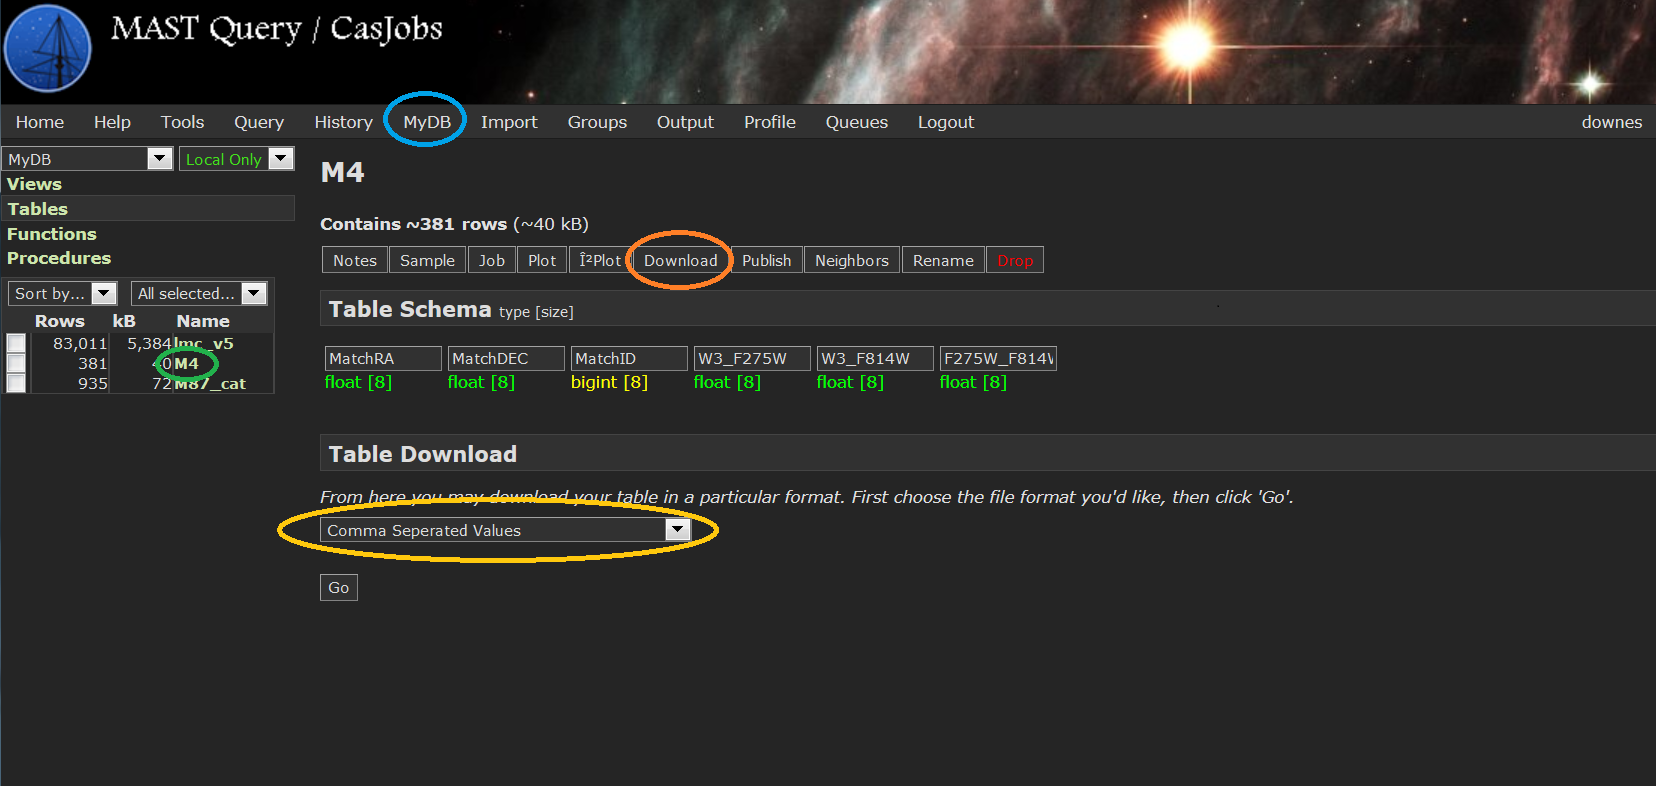 MAST Query / CasJobs
Home Help Tools Query History MyDB Import Groups Output Profile Queues Logout downes
MyDB Local Only
Views
Tables
Functions
Procedures
Sort by... All selected...
Rows kB Name
83,011 5,384 lmc_v5
381 40 M4
935 72 M87_cat
M4
Contains ~381 rows (~40 kB)
Notes Sample Job Plot Î²Plot Download Publish Neighbors Rename Drop
Table Schema type [size]
MatchRA MatchDEC MatchID W3_F275W W3_F814W F275W_F814W
float [8] float [8] bigint [8] float [8] float [8] float [8]
Table Download
From here you may download your table in a particular format. First choose the file format you'd like, then click 'Go'.
Comma Seperated Values
Go